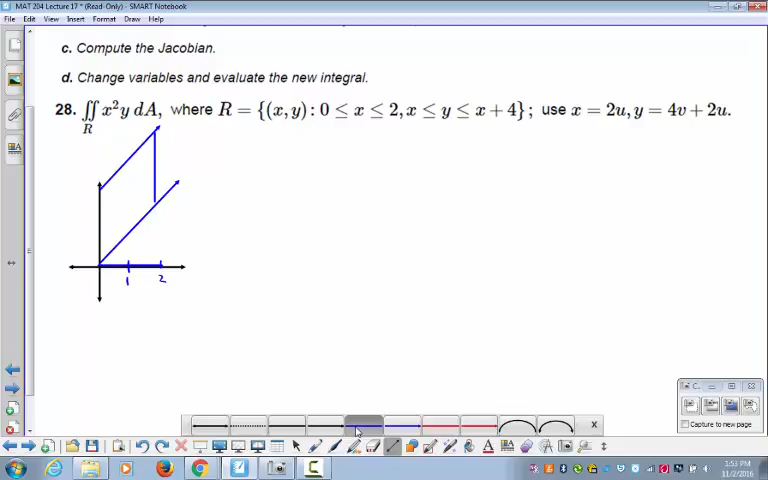 MAT 204 Lecture 17 * (Read-Only) - SMART Notebook
File Edit View Insert Format Draw Help
c. Compute the Jacobian.
d. Change variables and evaluate the new integral.
28. ∬_R x²y dA, where R = {(x, y) : 0 ≤ x ≤ 2, x ≤ y ≤ x + 4}; use x = 2u, y = 4v + 2u.
1 2
C...
Capture to new page
1:53 PM
11/2/2016